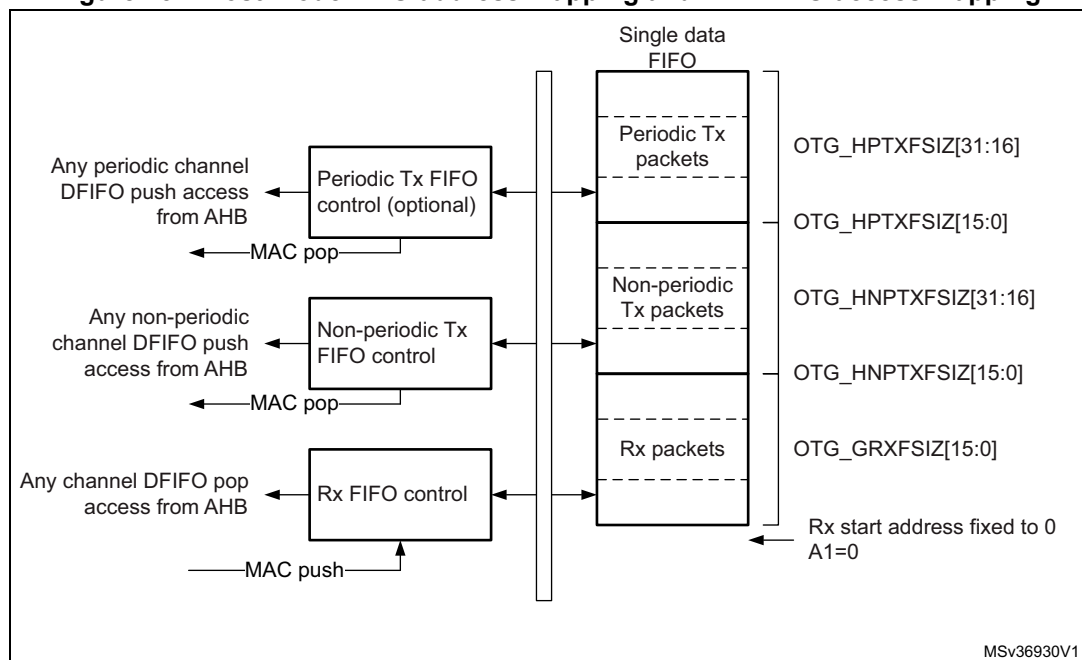 Single data
FIFO
Periodic Tx
packets
OTG_HPTXFSIZ[31:16]
Any periodic channel
DFIFO push access
from AHB
Periodic Tx FIFO
control (optional)
MAC pop
OTG_HPTXFSIZ[15:0]
Non-periodic
Tx packets
OTG_HNPTXFSIZ[31:16]
Any non-periodic
channel DFIFO push
access from AHB
Non-periodic Tx
FIFO control
MAC pop
OTG_HNPTXFSIZ[15:0]
Rx packets
OTG_GRXFSIZ[15:0]
Any channel DFIFO pop
access from AHB
Rx FIFO control
Rx start address fixed to 0
A1=0
MAC push
MSv36930V1